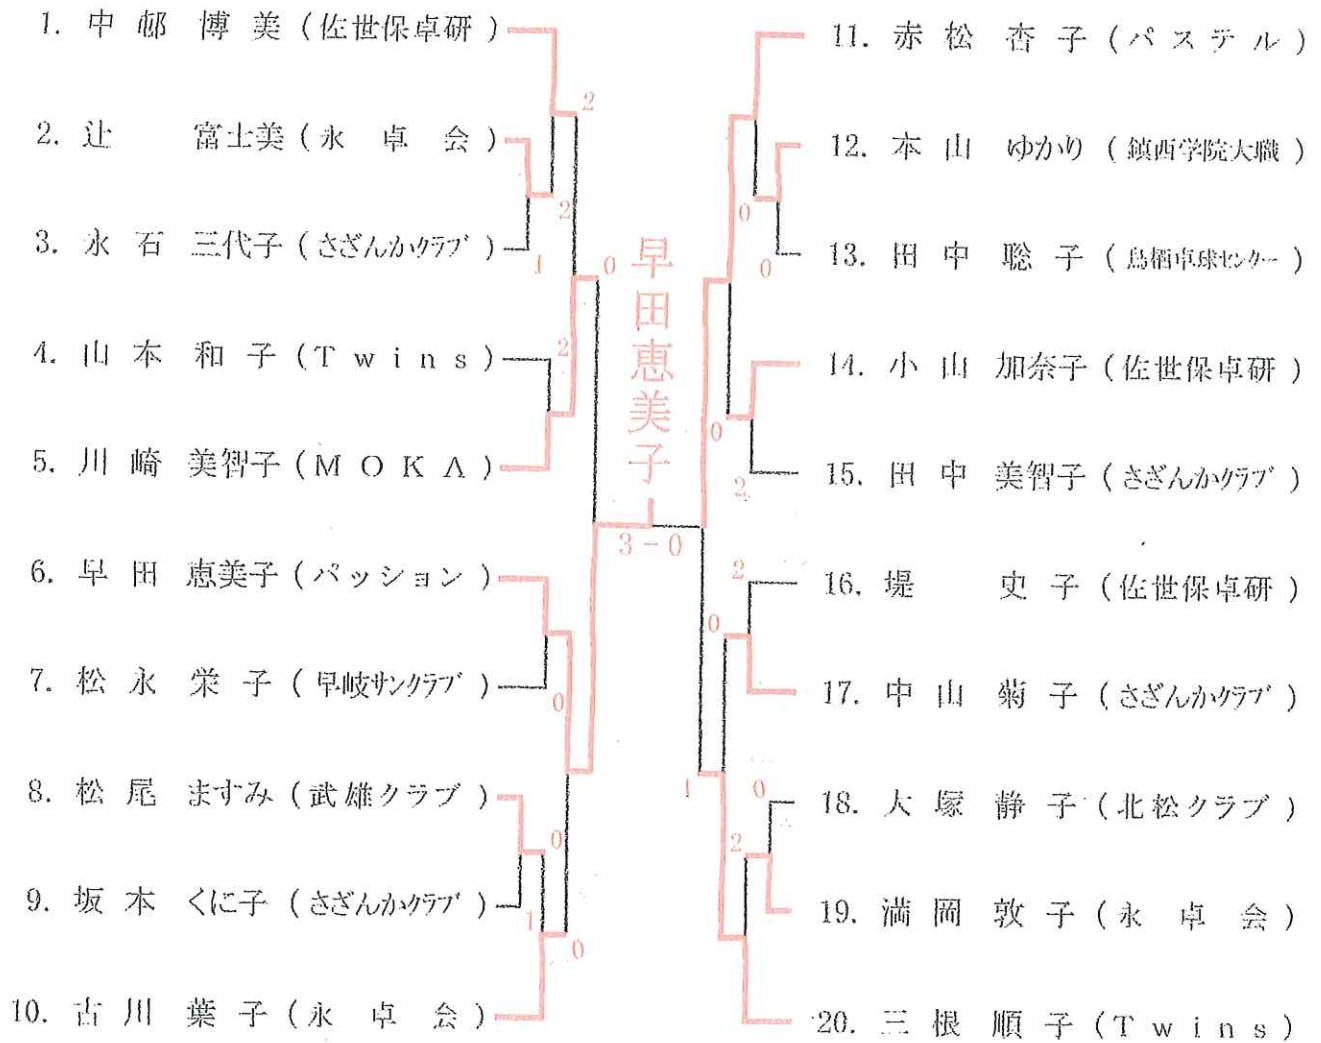 1. 中邨 博美 (佐世保卓研)
2. 辻 富士美 (永卓会)
3. 永石 三代子 (さざんかクラブ)
4. 山本 和子 (Twins)
5. 川崎 美智子 (MOKA)
6. 早田 恵美子 (パッション)
7. 松永 栄子 (早岐サンクラブ)
8. 松尾 ますみ (武雄クラブ)
9. 坂本 くに子 (さざんかクラブ)
10. 古川 葉子 (永卓会)
2
2
1
0
2
0
0
1
0
早田恵美子
3-0
11. 赤松 杏子 (パステル)
12. 本山 ゆかり (鎮西学院大職)
13. 田中 聡子 (鳥栖卓球センター)
14. 小山 加奈子 (佐世保卓研)
15. 田中 美智子 (さざんかクラブ)
16. 堤 史子 (佐世保卓研)
17. 中山 菊子 (さざんかクラブ)
18. 大塚 静子 (北松クラブ)
19. 満岡 敦子 (永卓会)
20. 三根 順子 (Twins)
0
0
0
2
2
0
1
0
2